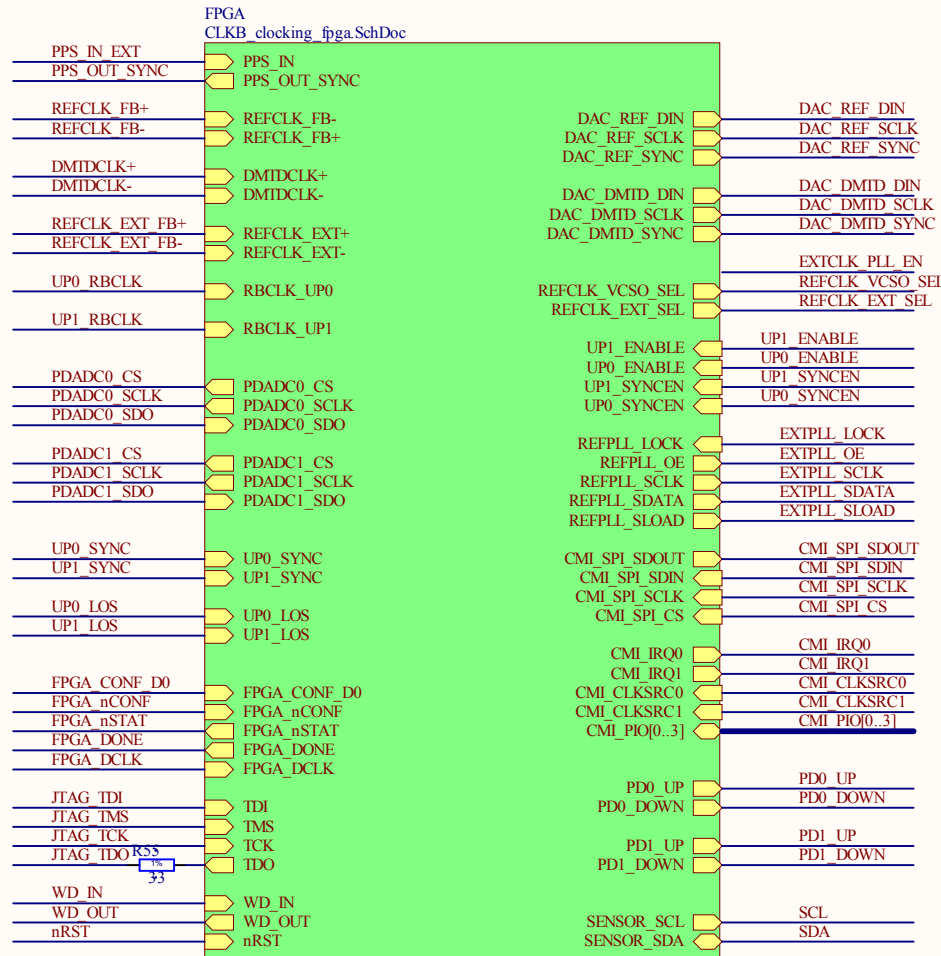 FPGA
CLKB_clocking_fpga.SchDoc
PPS_IN_EXT
PPS_IN
PPS_OUT_SYNC
PPS_OUT_SYNC
REFCLK_FB+
REFCLK_FB-
DAC_REF_DIN
DAC_REF_DIN
REFCLK_FB-
REFCLK_FB+
DAC_REF_SCLK
DAC_REF_SCLK
DAC_REF_SYNC
DAC_REF_SYNC
DMTDCLK+
DMTDCLK+
DMTDCLK-
DMTDCLK-
DAC_DMTD_DIN
DAC_DMTD_DIN
DAC_DMTD_SCLK
DAC_DMTD_SCLK
REFCLK_EXT_FB+
REFCLK_EXT+
DAC_DMTD_SYNC
DAC_DMTD_SYNC
REFCLK_EXT_FB-
REFCLK_EXT-
EXTCLK_PLL_EN
UP0_RBCLK
RBCLK_UP0
REFCLK_VCSO_SEL
REFCLK_VCSO_SEL
REFCLK_EXT_SEL
REFCLK_EXT_SEL
UP1_RBCLK
RBCLK_UP1
UP1_ENABLE
UP1_ENABLE
UP0_ENABLE
UP0_ENABLE
PDADC0_CS
PDADC0_CS
UP1_SYNCEN
UP1_SYNCEN
PDADC0_SCLK
PDADC0_SCLK
UP0_SYNCEN
UP0_SYNCEN
PDADC0_SDO
PDADC0_SDO
REFPLL_LOCK
EXTPLL_LOCK
PDADC1_CS
PDADC1_CS
REFPLL_OE
EXTPLL_OE
PDADC1_SCLK
PDADC1_SCLK
REFPLL_SCLK
EXTPLL_SCLK
PDADC1_SDO
PDADC1_SDO
REFPLL_SDATA
EXTPLL_SDATA
REFPLL_SLOAD
EXTPLL_SLOAD
UP0_SYNC
UP0_SYNC
CMI_SPI_SDOUT
CMI_SPI_SDOUT
UP1_SYNC
UP1_SYNC
CMI_SPI_SDIN
CMI_SPI_SDIN
CMI_SPI_SCLK
CMI_SPI_SCLK
UP0_LOS
UP0_LOS
CMI_SPI_CS
CMI_SPI_CS
UP1_LOS
UP1_LOS
CMI_IRQ0
CMI_IRQ0
CMI_IRQ1
CMI_IRQ1
FPGA_CONF_D0
FPGA_CONF_D0
CMI_CLKSRC0
CMI_CLKSRC0
FPGA_nCONF
FPGA_nCONF
CMI_CLKSRC1
CMI_CLKSRC1
FPGA_nSTAT
FPGA_nSTAT
CMI_PIO[0..3]
CMI_PIO[0..3]
FPGA_DONE
FPGA_DONE
FPGA_DCLK
FPGA_DCLK
PD0_UP
PD0_UP
JTAG_TDI
TDI
PD0_DOWN
PD0_DOWN
JTAG_TMS
TMS
JTAG_TCK
TCK
PD1_UP
PD1_UP
JTAG_TDO
R55
1%
33
TDO
PD1_DOWN
PD1_DOWN
WD_IN
WD_IN
WD_OUT
WD_OUT
SENSOR_SCL
SCL
nRST
nRST
SENSOR_SDA
SDA